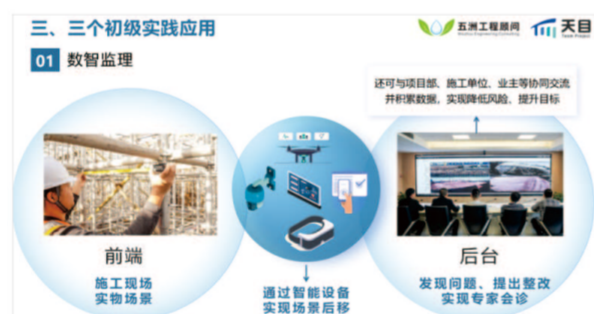 三、三个初级实践应用
五洲工程顾问
天目
01 数智监理
还可与项目部、施工单位、业主等协同交流
并积累数据，实现降低风险、提升目标
前端
施工现场
实物场景
通过智能设备
实现场景后移
后台
发现问题、提出整改
实现专家会诊